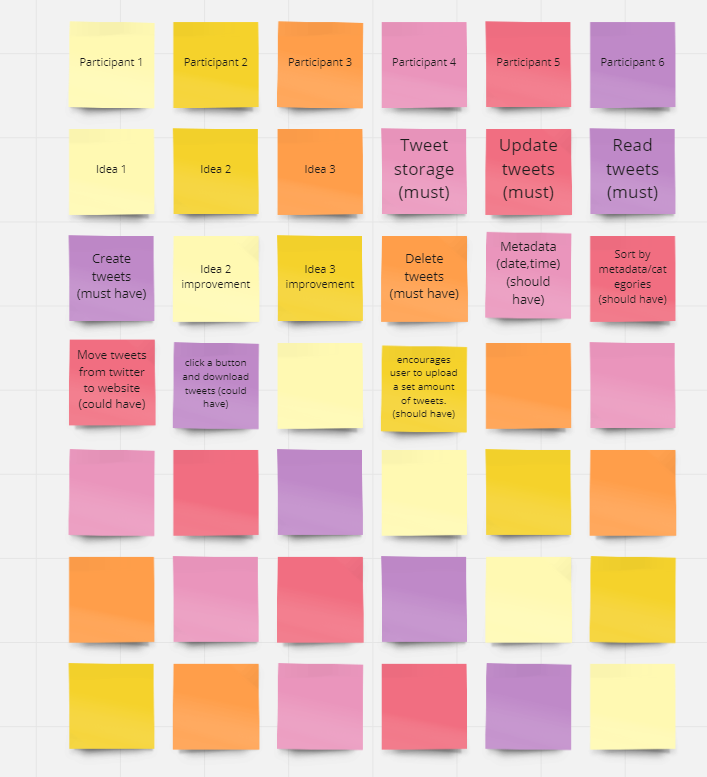 Participant 1
Participant 2
Participant 3
Participant 4
Participant 5
Participant 6
Idea 1
Idea 2
Idea 3
Tweet
storage
(must)
Update
tweets
(must)
Read
tweets
(must)
Create
tweets
(must have)
Idea 2
improvement
Idea 3
improvement
Delete
tweets
(must have)
Metadata
(date,time)
(should
have)
Sort by
metadata/cat
egories
(should have)
Move tweets
from twitter
to website
(could have)
click a button
and download
tweets (could
have)
encourages
user to upload
a set amount
of tweets.
(should have)